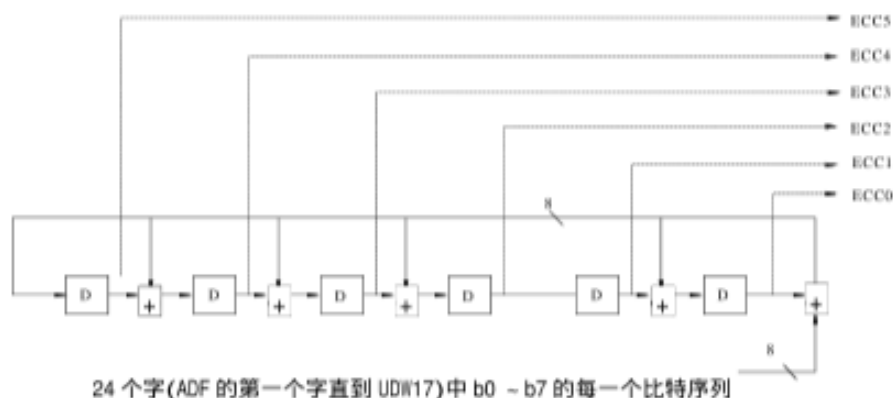 ECC5
ECC4
ECC3
ECC2
ECC1
ECC0
8
D + D + D + D D + D +
8
24 个字(ADF 的第一个字直到 UDW17)中 b0 ~ b7 的每一个比特序列